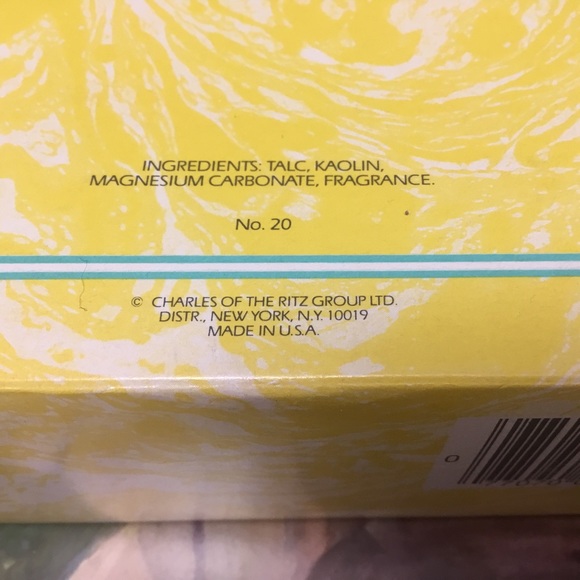 INGREDIENTS: TALC, KAOLIN,
MAGNESIUM CARBONATE, FRAGRANCE.
No. 20
© CHARLES OF THE RITZ GROUP LTD.
DISTR., NEW YORK, N.Y. 10019
MADE IN U.S.A.
0